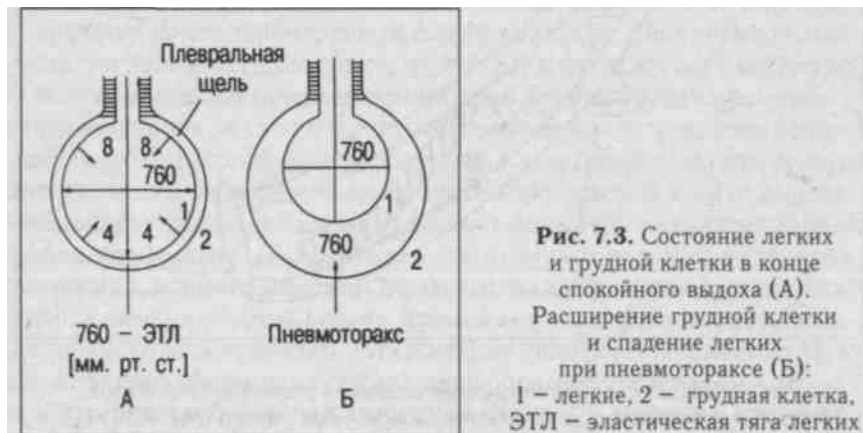 Плевральная
щель
8 8
760
1
4 4
2
760 – ЭТЛ
[мм. рт. ст.]
А
760
1
760
2
Пневмоторакс
Б
Рис. 7.3. Состояние легких
и грудной клетки в конце
спокойного выдоха (А).
Расширение грудной клетки
и спадение легких
при пневмотораксе (Б):
1 – легкие, 2 – грудная клетка,
ЭТЛ – эластическая тяга легких